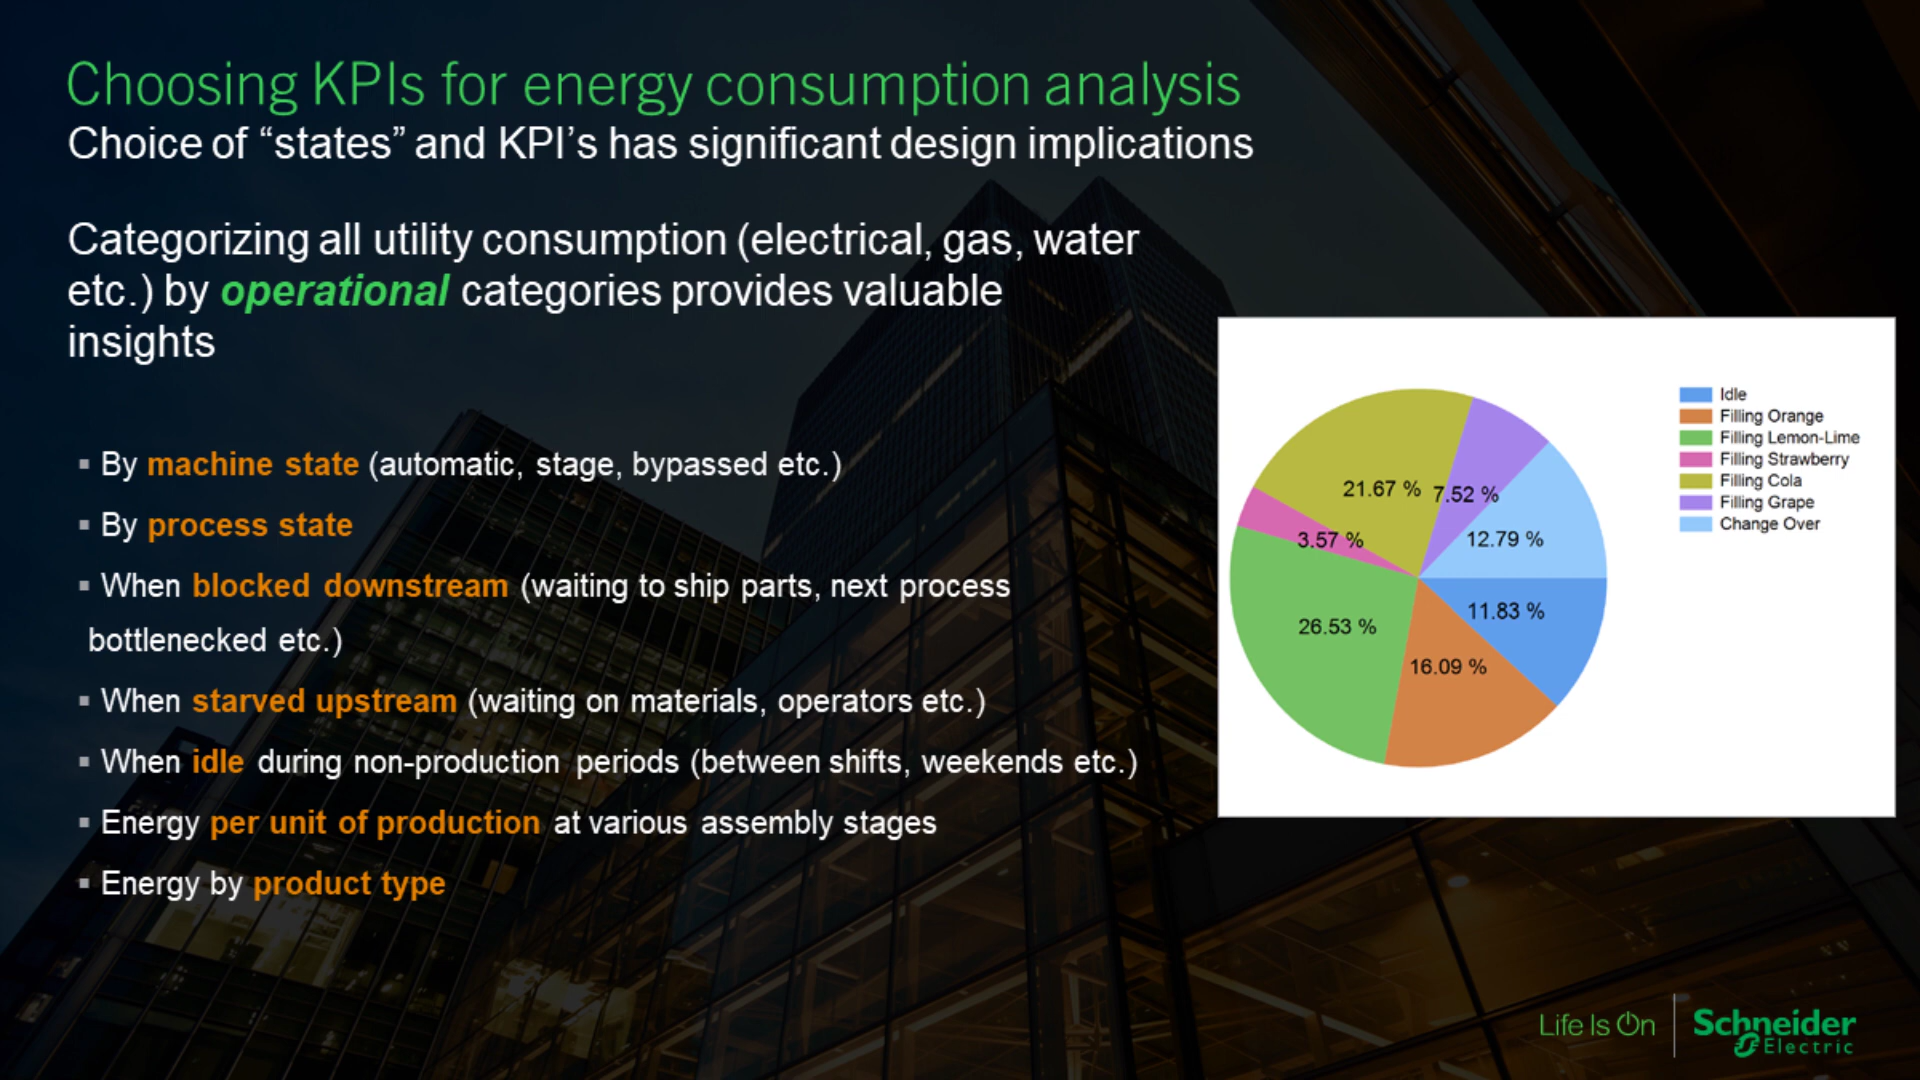 Choosing KPIs for energy consumption analysis
Choice of “states” and KPI’s has significant design implications
Categorizing all utility consumption (electrical, gas, water
etc.) by operational categories provides valuable
insights
▪ By machine state (automatic, stage, bypassed etc.)
▪ By process state
▪ When blocked downstream (waiting to ship parts, next process
bottlenecked etc.)
▪ When starved upstream (waiting on materials, operators etc.)
▪ When idle during non-production periods (between shifts, weekends etc.)
▪ Energy per unit of production at various assembly stages
▪ Energy by product type
21.67 %
7.52 %
3.57 %
12.79 %
11.83 %
26.53 %
16.09 %
Idle
Filling Orange
Filling Lemon-Lime
Filling Strawberry
Filling Cola
Filling Grape
Change Over
Life Is On
Schneider
Electric